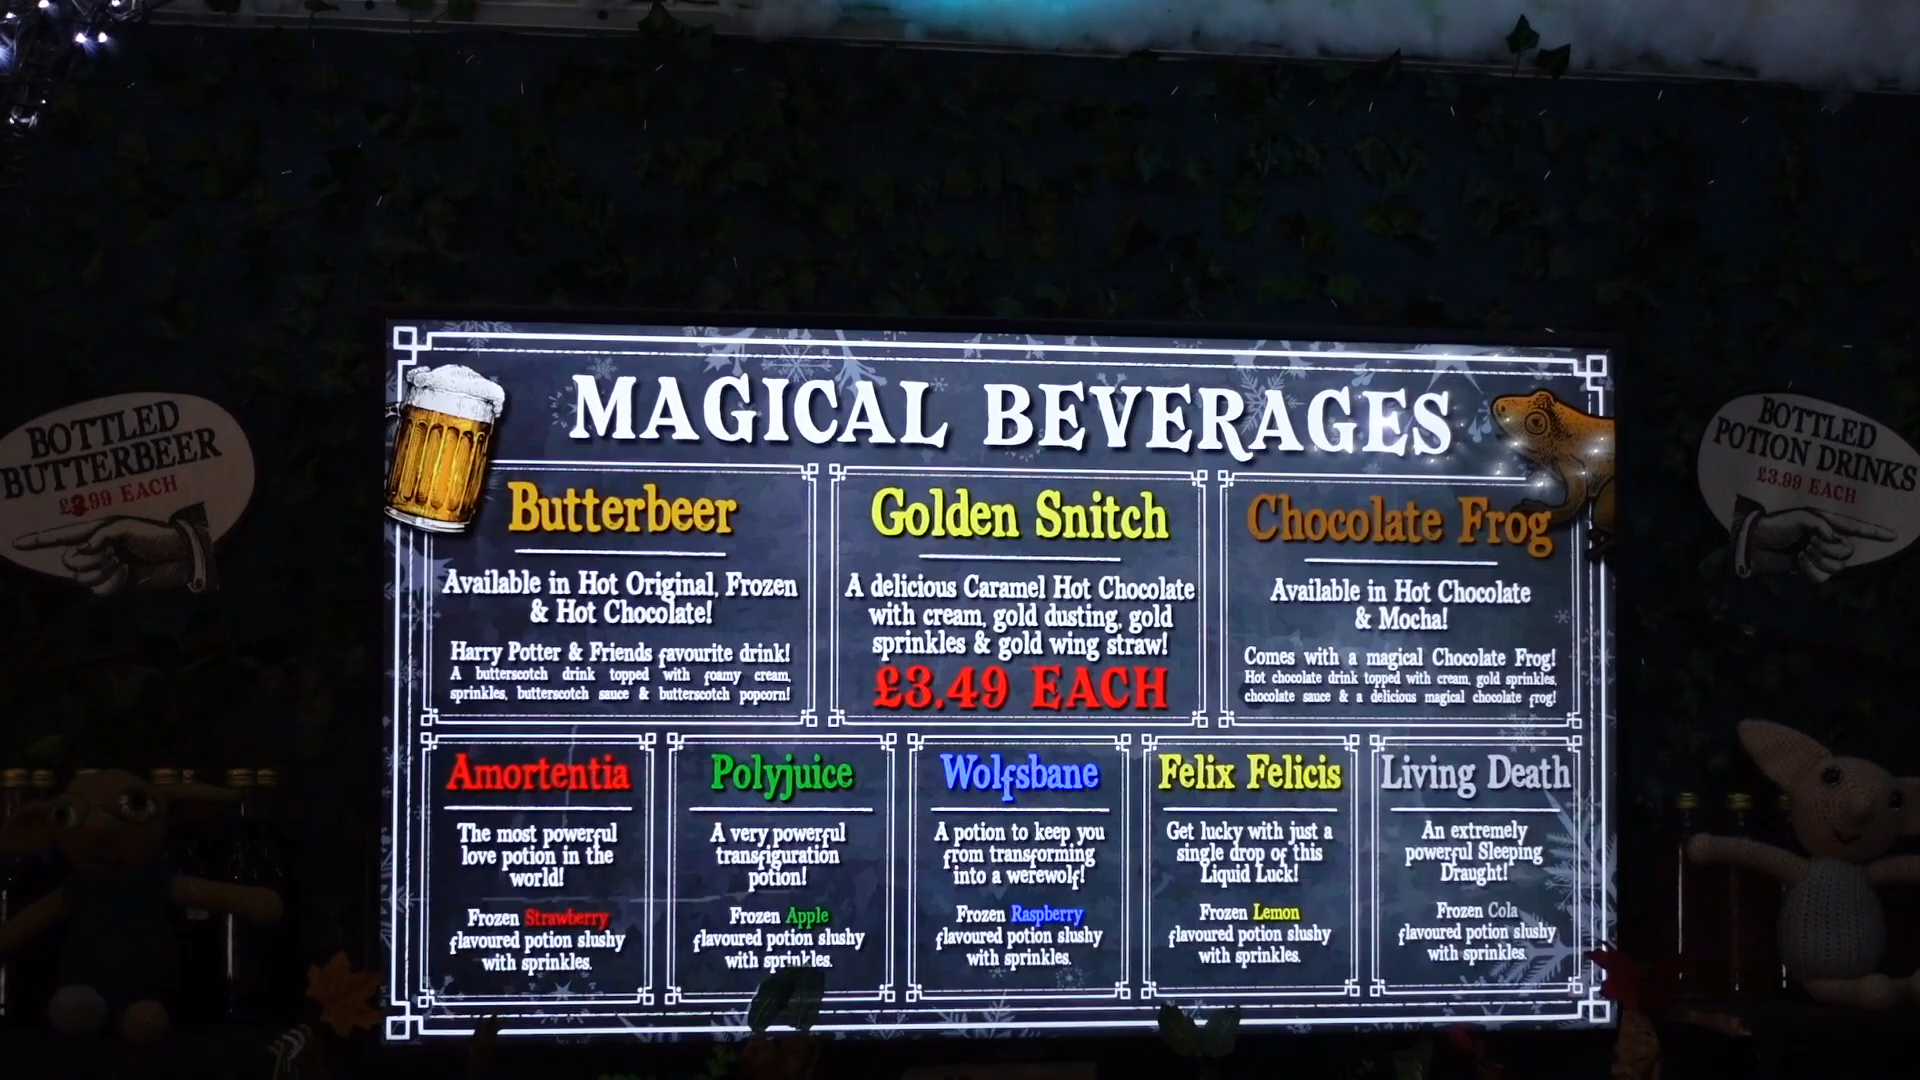 BOTTLED
BUTTERBEER
£3.99 EACH
MAGICAL BEVERAGES
Butterbeer
Available in Hot Original, Frozen
& Hot Chocolate!
Harry Potter & Friends favourite drink!
A butterscotch drink topped with foamy cream,
sprinkles, butterscotch sauce & butterscotch popcorn!
Golden Snitch
A delicious Caramel Hot Chocolate
with cream, gold dusting, gold
sprinkles & gold wing straw!
£3.49 EACH
Chocolate Frog
Available in Hot Chocolate
& Mocha!
Comes with a magical Chocolate Frog!
Hot chocolate drink topped with cream, gold sprinkles,
chocolate sauce & a delicious magical chocolate frog!
Amortentia
The most powerful
love potion in the
world!
Frozen Strawberry
flavoured potion slushy
with sprinkles.
Polyjuice
A very powerful
transfiguration
potion!
Frozen Apple
flavoured potion slushy
with sprinkles.
Wolfsbane
A potion to keep you
from transforming
into a werewolf!
Frozen Raspberry
flavoured potion slushy
with sprinkles.
Felix Felicis
Get lucky with just a
single drop of this
Liquid Luck!
Frozen Lemon
flavoured potion slushy
with sprinkles.
Living Death
An extremely
powerful Sleeping
Draught!
Frozen Cola
flavoured potion slushy
with sprinkles.
BOTTLED
POTION DRINKS
£3.99 EACH